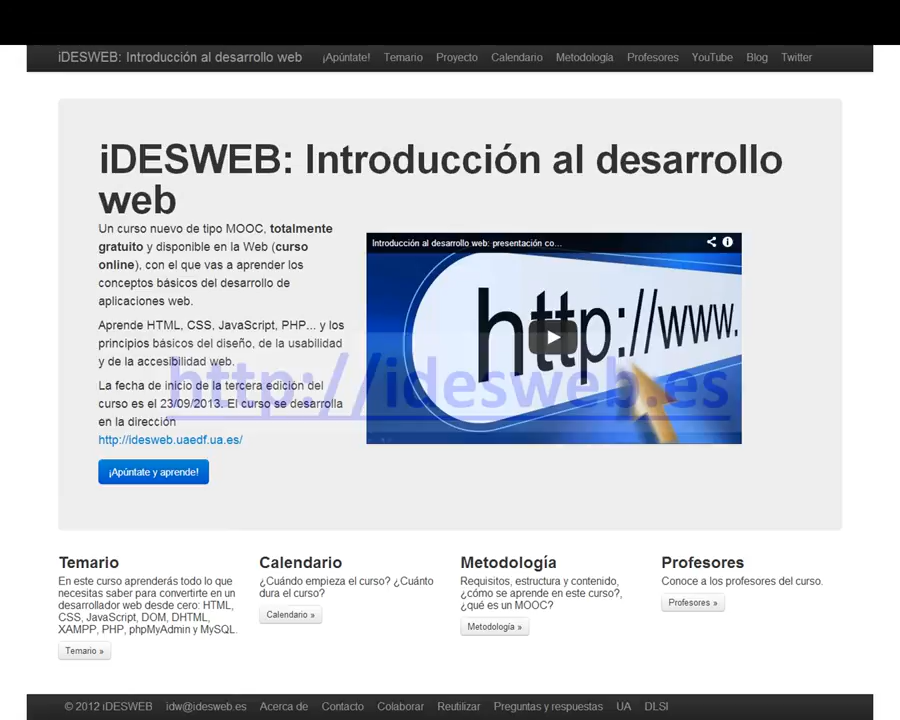 iDESWEB: Introducción al desarrollo web ¡Apúntate! Temario Proyecto Calendario Metodología Profesores YouTube Blog Twitter
iDESWEB: Introducción al desarrollo
web
Un curso nuevo de tipo MOOC, totalmente
gratuito y disponible en la Web (curso
online), con el que vas a aprender los
conceptos básicos del desarrollo de
aplicaciones web.
Aprende HTML, CSS, JavaScript, PHP... y los
principios básicos del diseño, de la usabilidad
y de la accesibilidad web.
La fecha de inicio de la tercera edición del
curso es el 23/09/2013. El curso se desarrolla
en la dirección
http://idesweb.uaedf.ua.es/
¡Apúntate y aprende!
Introducción al desarrollo web: presentación co...
http://www.
http://idesweb.es
Temario
En este curso aprenderás todo lo que
necesitas saber para convertirte en un
desarrollador web desde cero: HTML,
CSS, JavaScript, DOM, DHTML,
XAMPP, PHP, phpMyAdmin y MySQL.
Temario »
Calendario
¿Cuándo empieza el curso? ¿Cuánto
dura el curso?
Calendario »
Metodología
Requisitos, estructura y contenido,
¿cómo se aprende en este curso?,
¿qué es un MOOC?
Metodología »
Profesores
Conoce a los profesores del curso.
Profesores »
© 2012 iDESWEB idw@idesweb.es Acerca de Contacto Colaborar Reutilizar Preguntas y respuestas UA DLSI